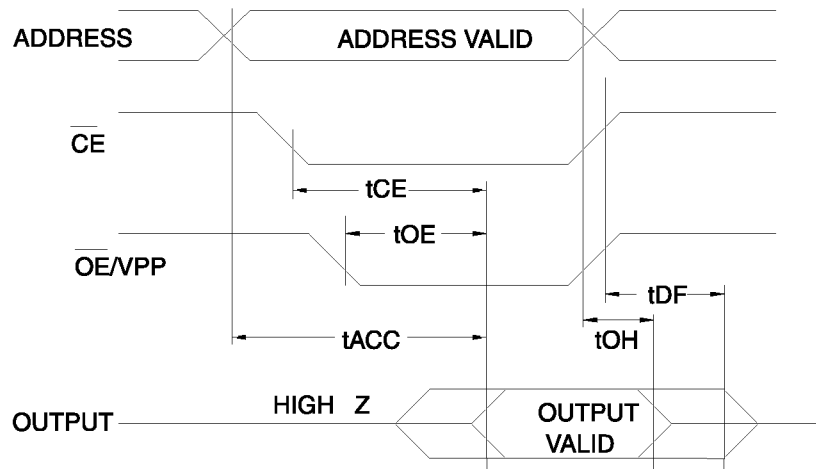 ADDRESS
ADDRESS VALID
CE
tCE
tOE
OE/VPP
tDF
tACC
tOH
HIGH Z
OUTPUT
OUTPUT
VALID